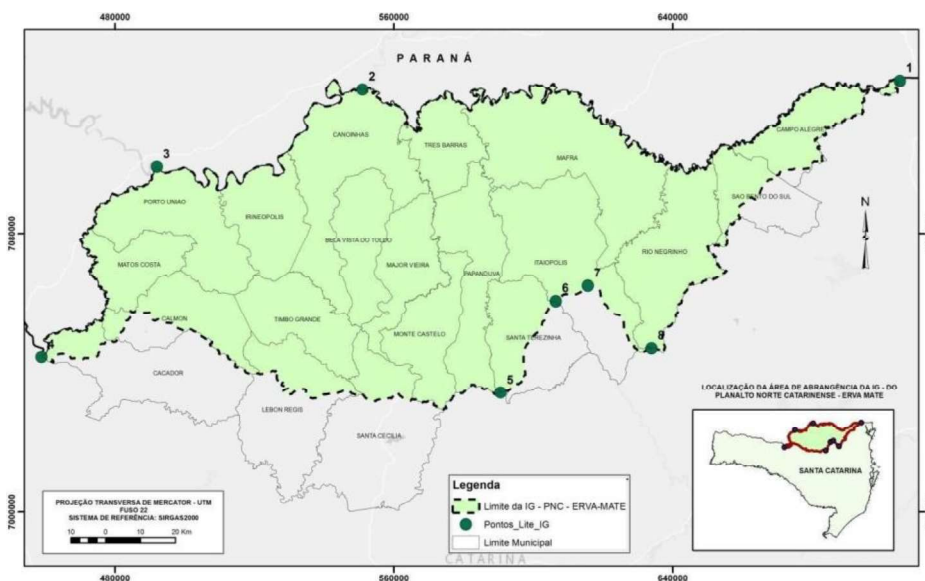 480000 560000 640000
PARANÁ
1
2
CANOINHAS
TRES BARRAS
CAMPO ALEGRE
3
MAFRA
PORTO UNIAO
SAO BENTO DO SUL
IRINEOPOLIS
N
7010000 7010000
BELA VISTA DO TOLDO
RIO NEGRINHO
MATOS COSTA
MAJOR VIEIRA
ITAIOPOLIS
PAPANDUVA
7
6
CALMON
TIMBO GRANDE
MONTE CASTELO
SANTA TEREZINHA
8
4
CACADOR
5
LOCALIZAÇÃO DA ÁREA DE ABRANGÊNCIA DA IG - DO
PLANALTO NORTE CATARINENSE - ERVA MATE
LEBON REGIS
SANTA CECILIA
SANTA CATARINA
Legenda
Limite da IG - PNC - ERVA-MATE
Pontos_Lite_IG
Limite Municipal
PROJEÇÃO TRANSVERSA DE MERCATOR - UTM
FUSO 22
SISTEMA DE REFERÊNCIA: SIRGAS2000
10 0 10 20 Km
7000000 7000000
CATARINA
480000 560000 640000